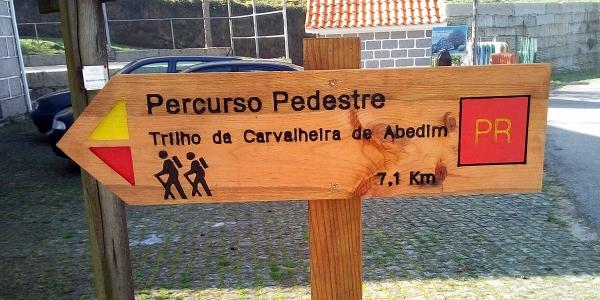 Percurso Pedestre
Trilho da Carvalheira de Abedim
7,1 Km
PR